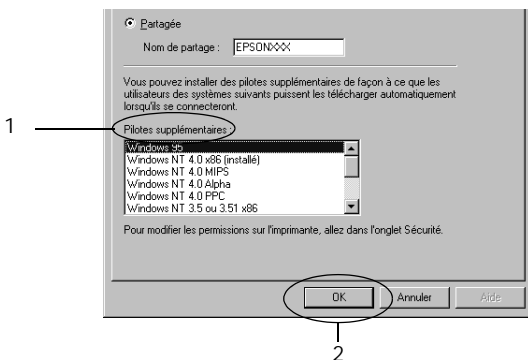 Partagée
Nom de partage : EPSONXXX
Vous pouvez installer des pilotes supplémentaires de façon à ce que les
utilisateurs des systèmes suivants puissent les télécharger automatiquement
lorsqu'ils se connecteront.
1
Pilotes supplémentaires :
Windows 95
Windows NT 4.0 x86 (installé)
Windows NT 4.0 MIPS
Windows NT 4.0 Alpha
Windows NT 4.0 PPC
Windows NT 3.5 ou 3.51 x86
Pour modifier les permissions sur l'imprimante, allez dans l'onglet Sécurité.
OK Annuler Aide
2